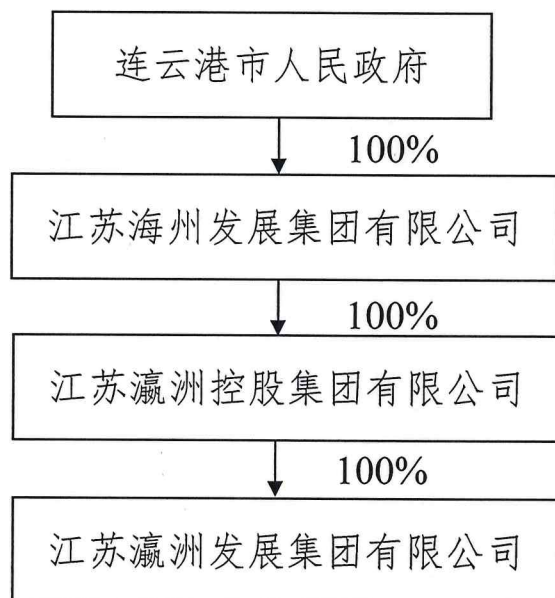 连云港市人民政府
100%
江苏海州发展集团有限公司
100%
江苏瀛洲控股集团有限公司
100%
江苏瀛洲发展集团有限公司